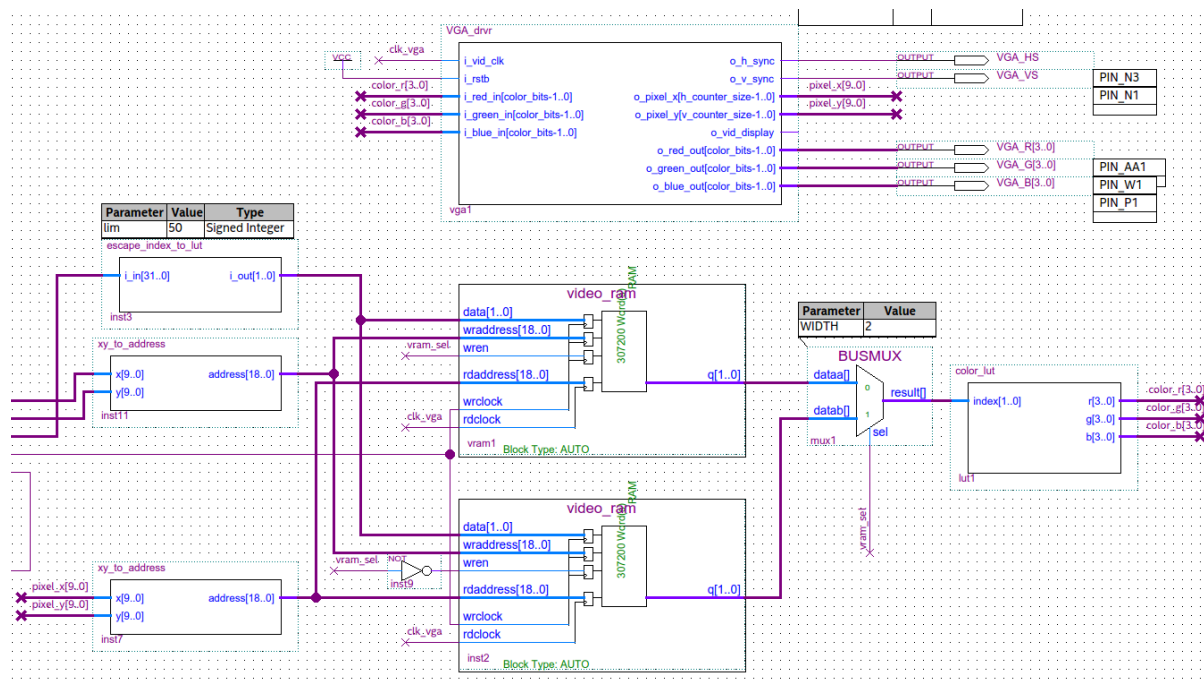 VGA_drvr
VCC
clk_vga
i_vid_clk
o_h_sync
OUTPUT
VGA_HS
i_rstb
o_v_sync
OUTPUT
VGA_VS
PIN_N3
color_r[3..0]
i_red_in[color_bits-1..0]
o_pixel_x[h_counter_size-1..0]
pixel_x[9..0]
PIN_N1
color_g[3..0]
i_green_in[color_bits-1..0]
o_pixel_y[v_counter_size-1..0]
pixel_y[9..0]
color_b[3..0]
i_blue_in[color_bits-1..0]
o_vid_display
o_red_out[color_bits-1..0]
OUTPUT
VGA_R[3..0]
o_green_out[color_bits-1..0]
OUTPUT
VGA_G[3..0]
PIN_AA1
o_blue_out[color_bits-1..0]
OUTPUT
VGA_B[3..0]
PIN_W1
PIN_P1
vga1
Parameter Value Type
lim 50 Signed Integer
escape_index_to_lut
i_in[31..0] i_out[1..0]
inst3
xy_to_address
x[9..0] address[18..0]
y[9..0]
inst11
video_ram
data[1..0]
wraddress[18..0]
vram_sel
wren
rdaddress[18..0]
q[1..0]
wrclock
clk_vga
rdclock
vram1
307200 Word(s)
RAM
Block Type: AUTO
Parameter Value
WIDTH 2
BUSMUX
dataa[]
0
result[]
datab[]
1
sel
mux1
vram_sel
color_lut
index[1..0]
r[3..0]
g[3..0]
b[3..0]
lut1
color_r[3..0]
color_g[3..0]
color_b[3..0]
video_ram
data[1..0]
wraddress[18..0]
vram_sel
NOT
inst9
wren
rdaddress[18..0]
q[1..0]
wrclock
clk_vga
rdclock
inst2
307200 Word(s)
RAM
Block Type: AUTO
xy_to_address
pixel_x[9..0]
x[9..0] address[18..0]
pixel_y[9..0]
y[9..0]
inst7